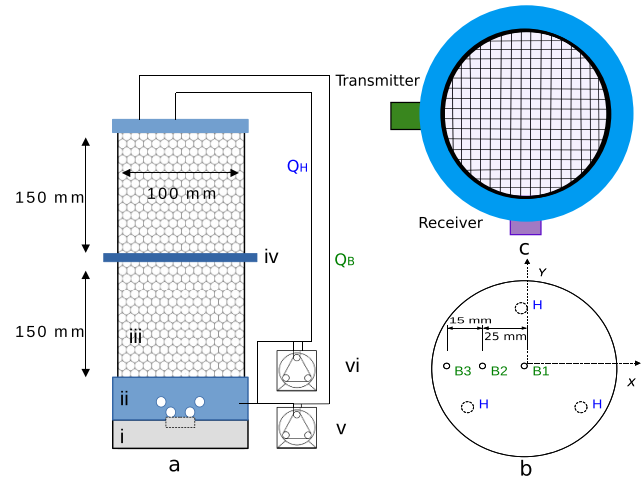 150 mm
100 mm
150 mm
iii
ii
i
iv
QH
QB
vi
v
a
Transmitter
Receiver
c
Y
H
15 mm
25 mm
B3
B2
B1
X
H
H
b